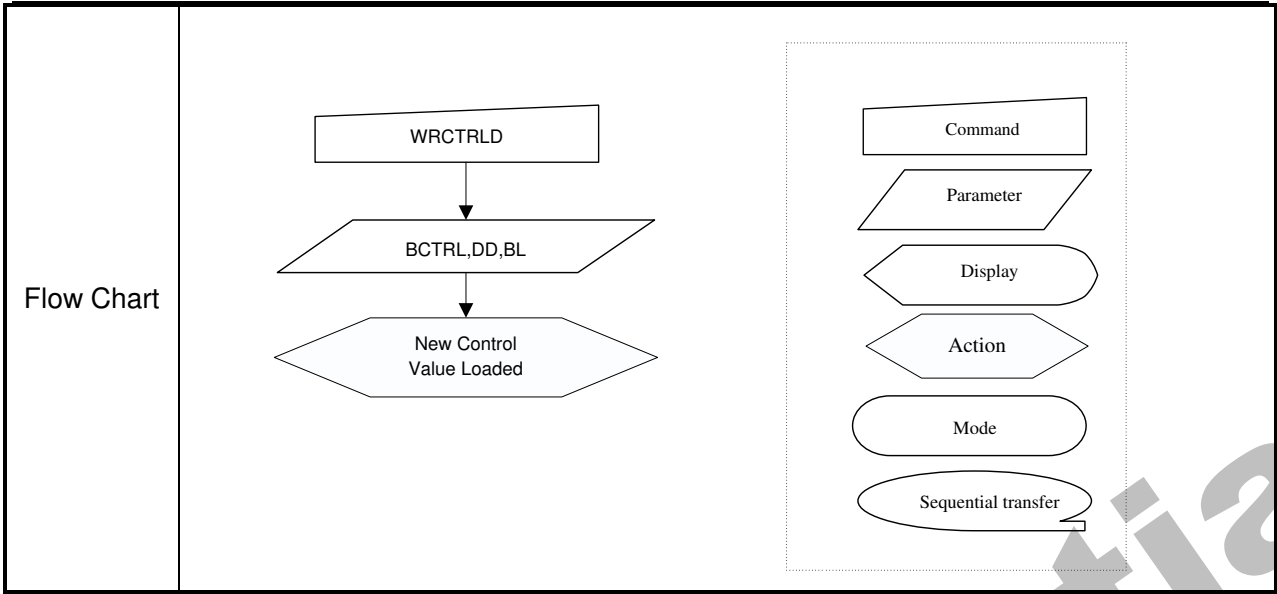 Flow Chart
WRCTRLD
BCTRL,DD,BL
New Control
Value Loaded
Command
Parameter
Display
Action
Mode
Sequential transfer